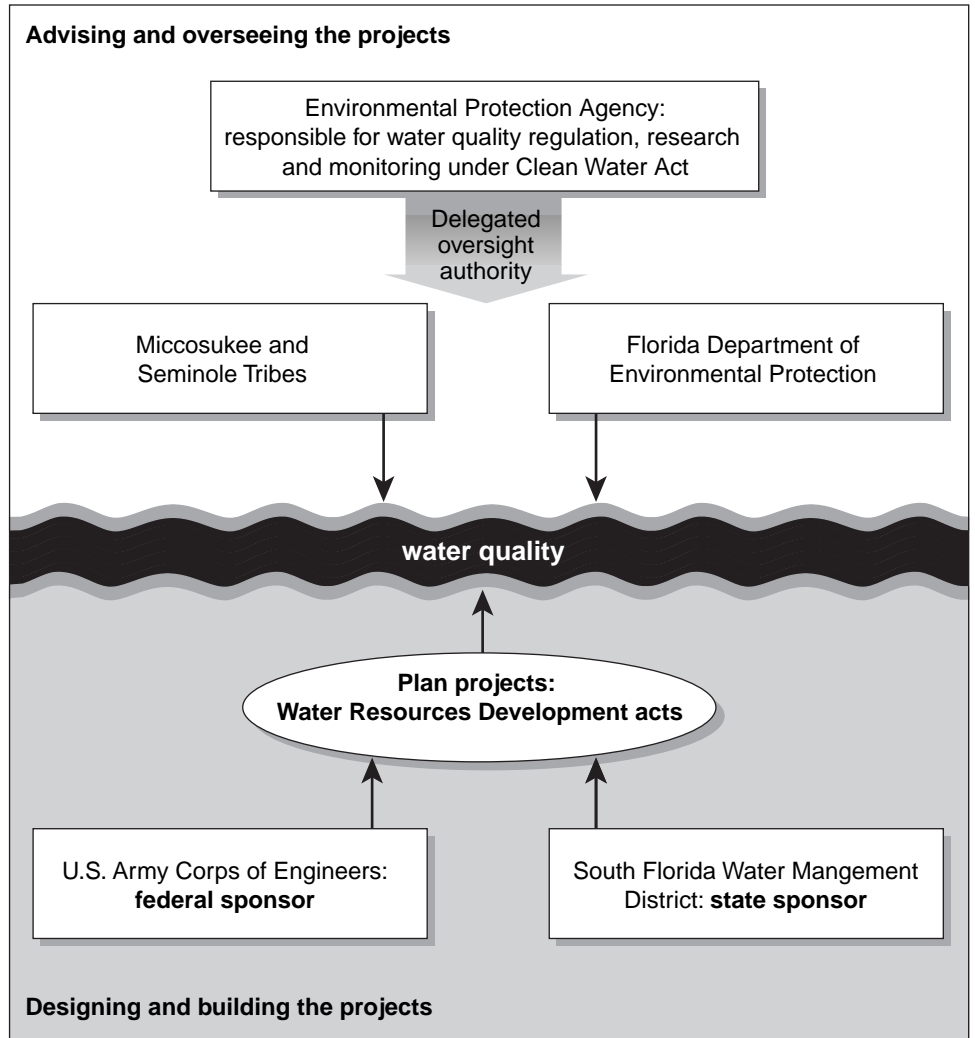 Advising and overseeing the projects
Environmental Protection Agency:
responsible for water quality regulation, research
and monitoring under Clean Water Act
Delegated
oversight
authority
Miccosukee and
Seminole Tribes
Florida Department of
Environmental Protection
water quality
Plan projects:
Water Resources Development acts
U.S. Army Corps of Engineers:
federal sponsor
South Florida Water Mangement
District: state sponsor
Designing and building the projects